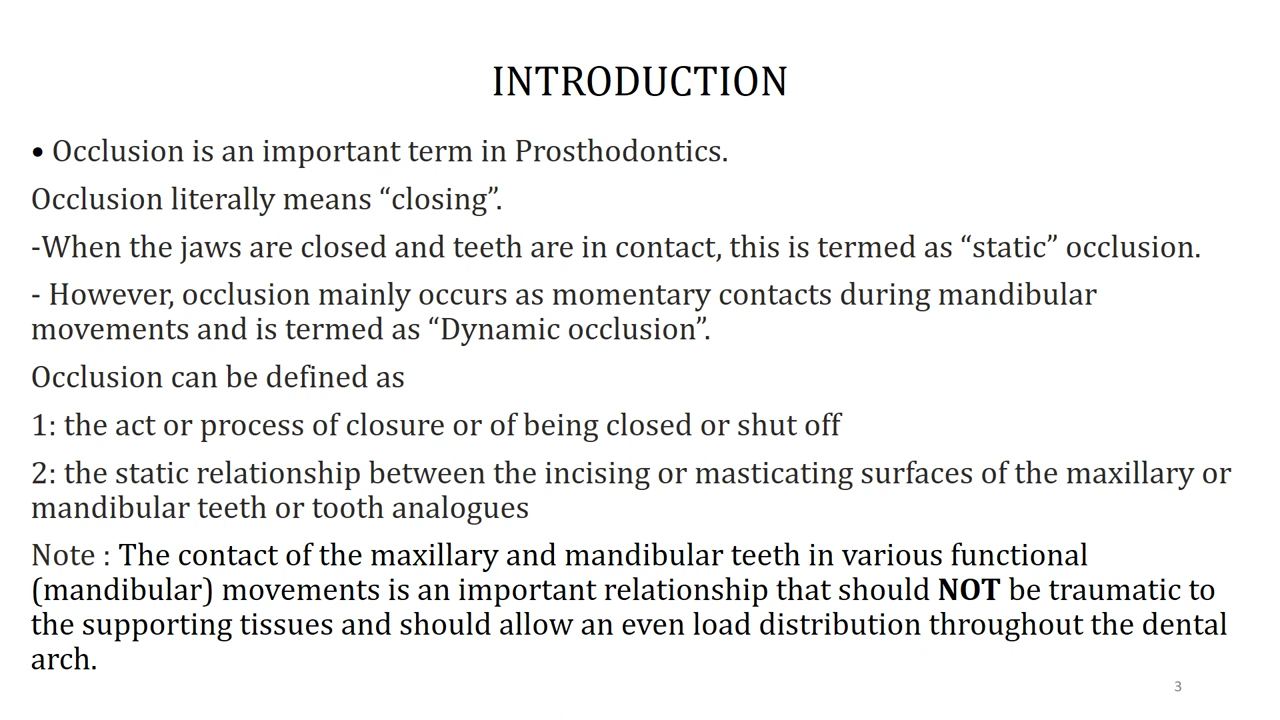 INTRODUCTION
• Occlusion is an important term in Prosthodontics.
Occlusion literally means “closing”.
-When the jaws are closed and teeth are in contact, this is termed as “static” occlusion.
- However, occlusion mainly occurs as momentary contacts during mandibular
movements and is termed as “Dynamic occlusion”.
Occlusion can be defined as
1: the act or process of closure or of being closed or shut off
2: the static relationship between the incising or masticating surfaces of the maxillary or
mandibular teeth or tooth analogues
Note : The contact of the maxillary and mandibular teeth in various functional
(mandibular) movements is an important relationship that should NOT be traumatic to
the supporting tissues and should allow an even load distribution throughout the dental
arch.
3